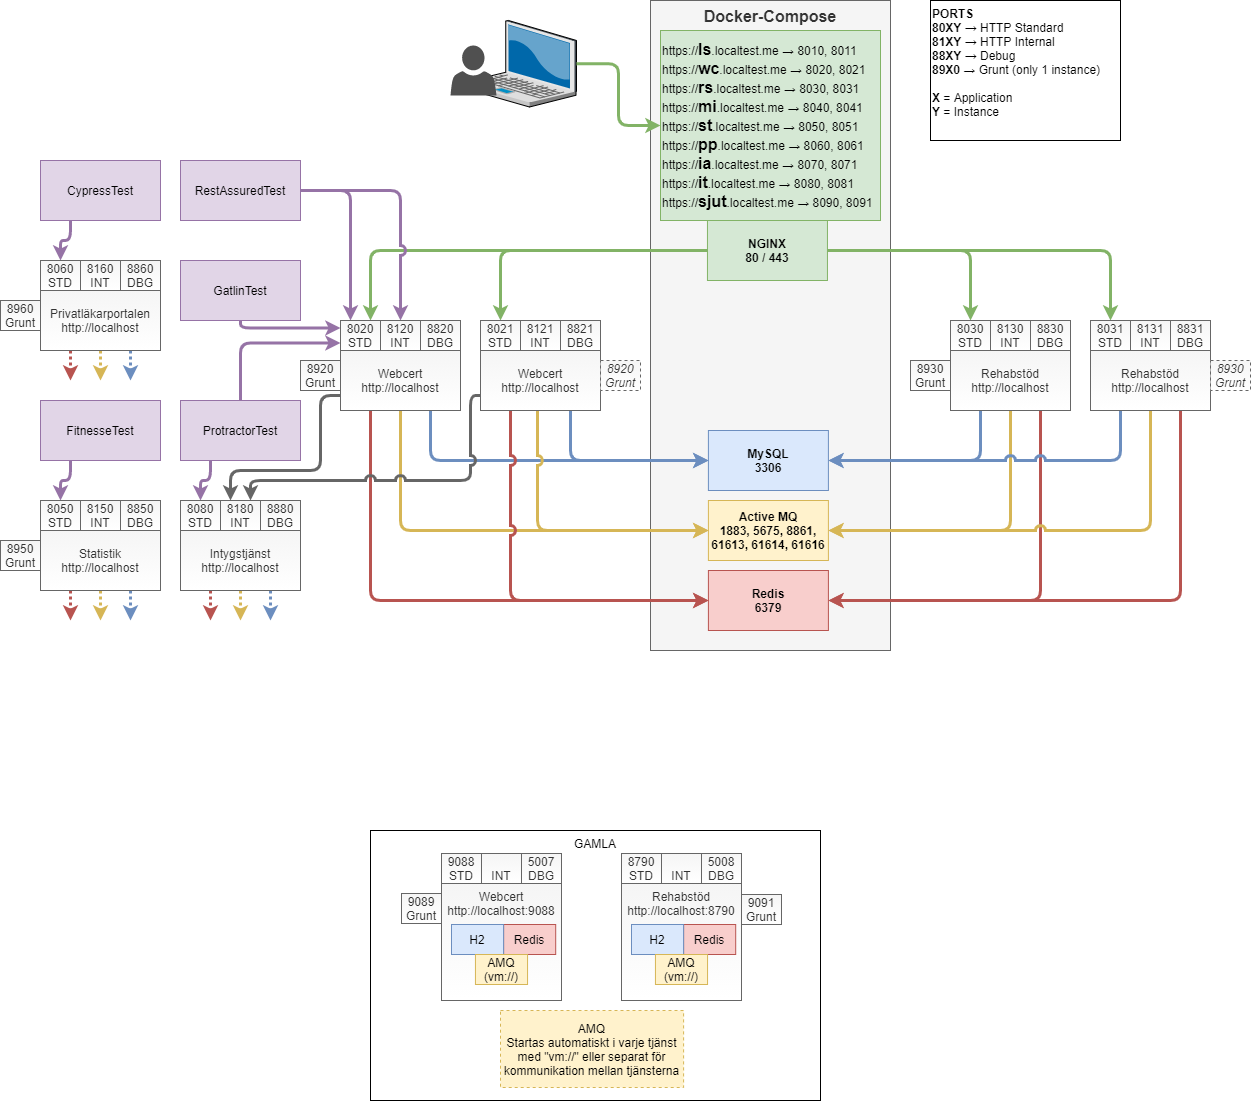 Docker-Compose
https://ls.localtest.me → 8010, 8011
https://wc.localtest.me → 8020, 8021
https://rs.localtest.me → 8030, 8031
https://mi.localtest.me → 8040, 8041
https://st.localtest.me → 8050, 8051
https://pp.localtest.me → 8060, 8061
https://ia.localtest.me → 8070, 8071
https://it.localtest.me → 8080, 8081
https://sjut.localtest.me → 8090, 8091
NGINX
80 / 443
PORTS
80XY → HTTP Standard
81XY → HTTP Internal
88XY → Debug
89X0 → Grunt (only 1 instance)
X = Application
Y = Instance
CypressTest
RestAssuredTest
8060
STD
8160
INT
8860
DBG
8960
Grunt
Privatläkarportalen
http://localhost
GatlinTest
8020
STD
8120
INT
8820
DBG
8920
Grunt
Webcert
http://localhost
8021
STD
8121
INT
8821
DBG
8920
Grunt
Webcert
http://localhost
8030
STD
8130
INT
8830
DBG
8930
Grunt
Rehabstöd
http://localhost
8031
STD
8131
INT
8831
DBG
8930
Grunt
Rehabstöd
http://localhost
FitnesseTest
ProtractorTest
MySQL
3306
8050
STD
8150
INT
8850
DBG
8950
Grunt
Statistik
http://localhost
8080
STD
8180
INT
8880
DBG
Intygstjänst
http://localhost
Active MQ
1883, 5675, 8861,
61613, 61614, 61616
Redis
6379
GAMLA
9088
STD
INT
5007
DBG
9089
Grunt
Webcert
http://localhost:9088
H2
Redis
AMQ
(vm://)
8790
STD
INT
5008
DBG
9091
Grunt
Rehabstöd
http://localhost:8790
H2
Redis
AMQ
(vm://)
AMQ
Startas automatiskt i varje tjänst
med "vm://" eller separat för
kommunikation mellan tjänsterna